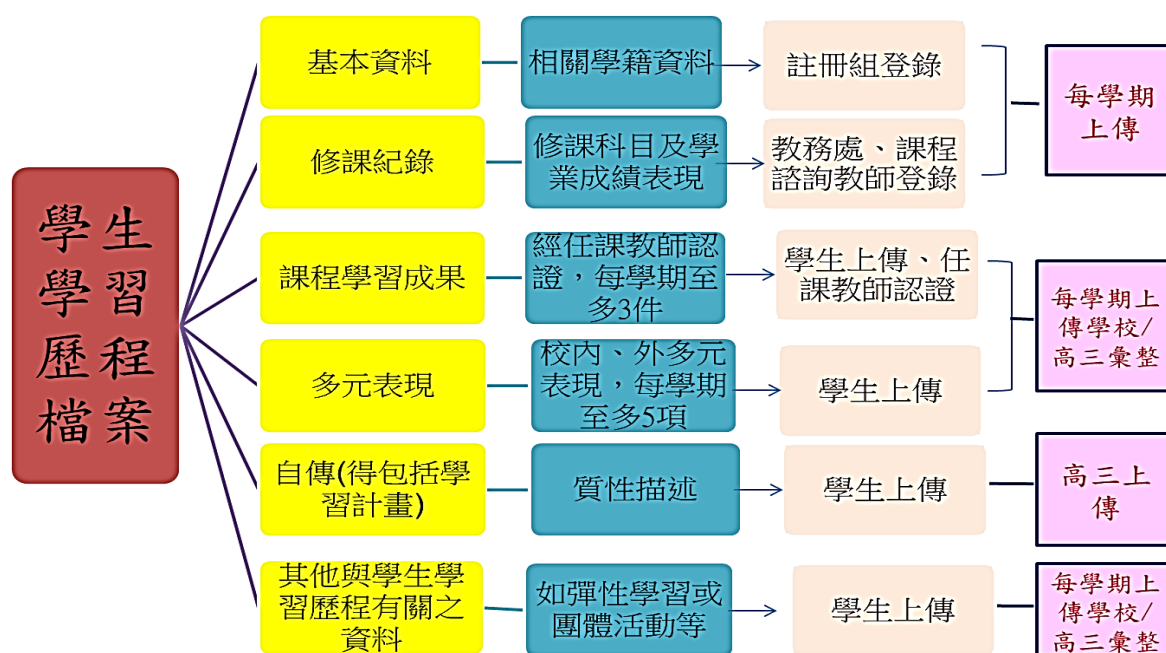 學生
學習
歷程
檔案
基本資料
相關學籍資料
註冊組登錄
每學期
上傳
修課紀錄
修課科目及學
業成績表現
教務處、課程
諮詢教師登錄
課程學習成果
經任課教師認
證，每學期至
多3件
學生上傳、任
課教師認證
每學期上
傳學校/
高三彙整
多元表現
校內、外多元
表現，每學期
至多5項
學生上傳
自傳(得包括學
習計畫)
質性描述
學生上傳
高三上
傳
其他與學生學
習歷程有關之
資料
如彈性學習或
團體活動等
學生上傳
每學期上
傳學校/
高三彙整